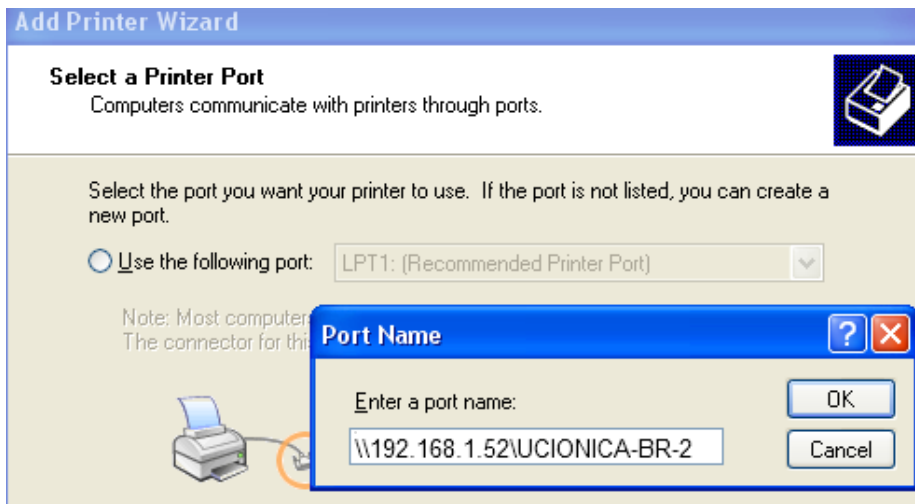 Add Printer Wizard
Select a Printer Port
Computers communicate with printers through ports.
Select the port you want your printer to use. If the port is not listed, you can create a
new port.
Use the following port:
LPT1: (Recommended Printer Port)
Note: Most computers
The connector for this
Port Name
Enter a port name:
\\192.168.1.52\UCIONICA-BR-2
OK
Cancel